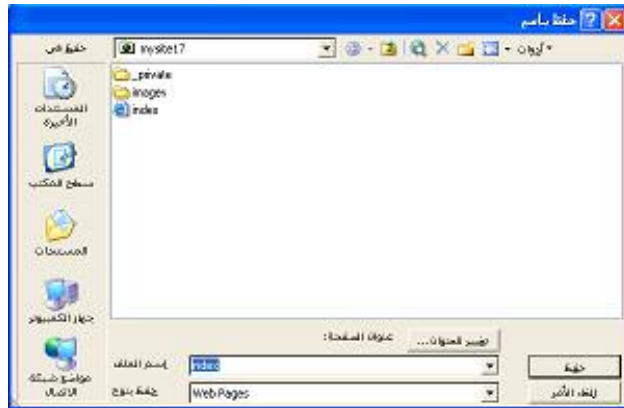 حفظ باسم
حفظ في
mysite17
أدوات
_private
images
index
المستندات
الأخيرة
سطح المكتب
المستندات
جهاز الكمبيوتر
مواضع شبكة
الاتصال
عنوان الصفحة:
تغيير العنوان...
إسم الملف
index
حفظ
حفظ بنوع
Web Pages
إلغاء الأمر